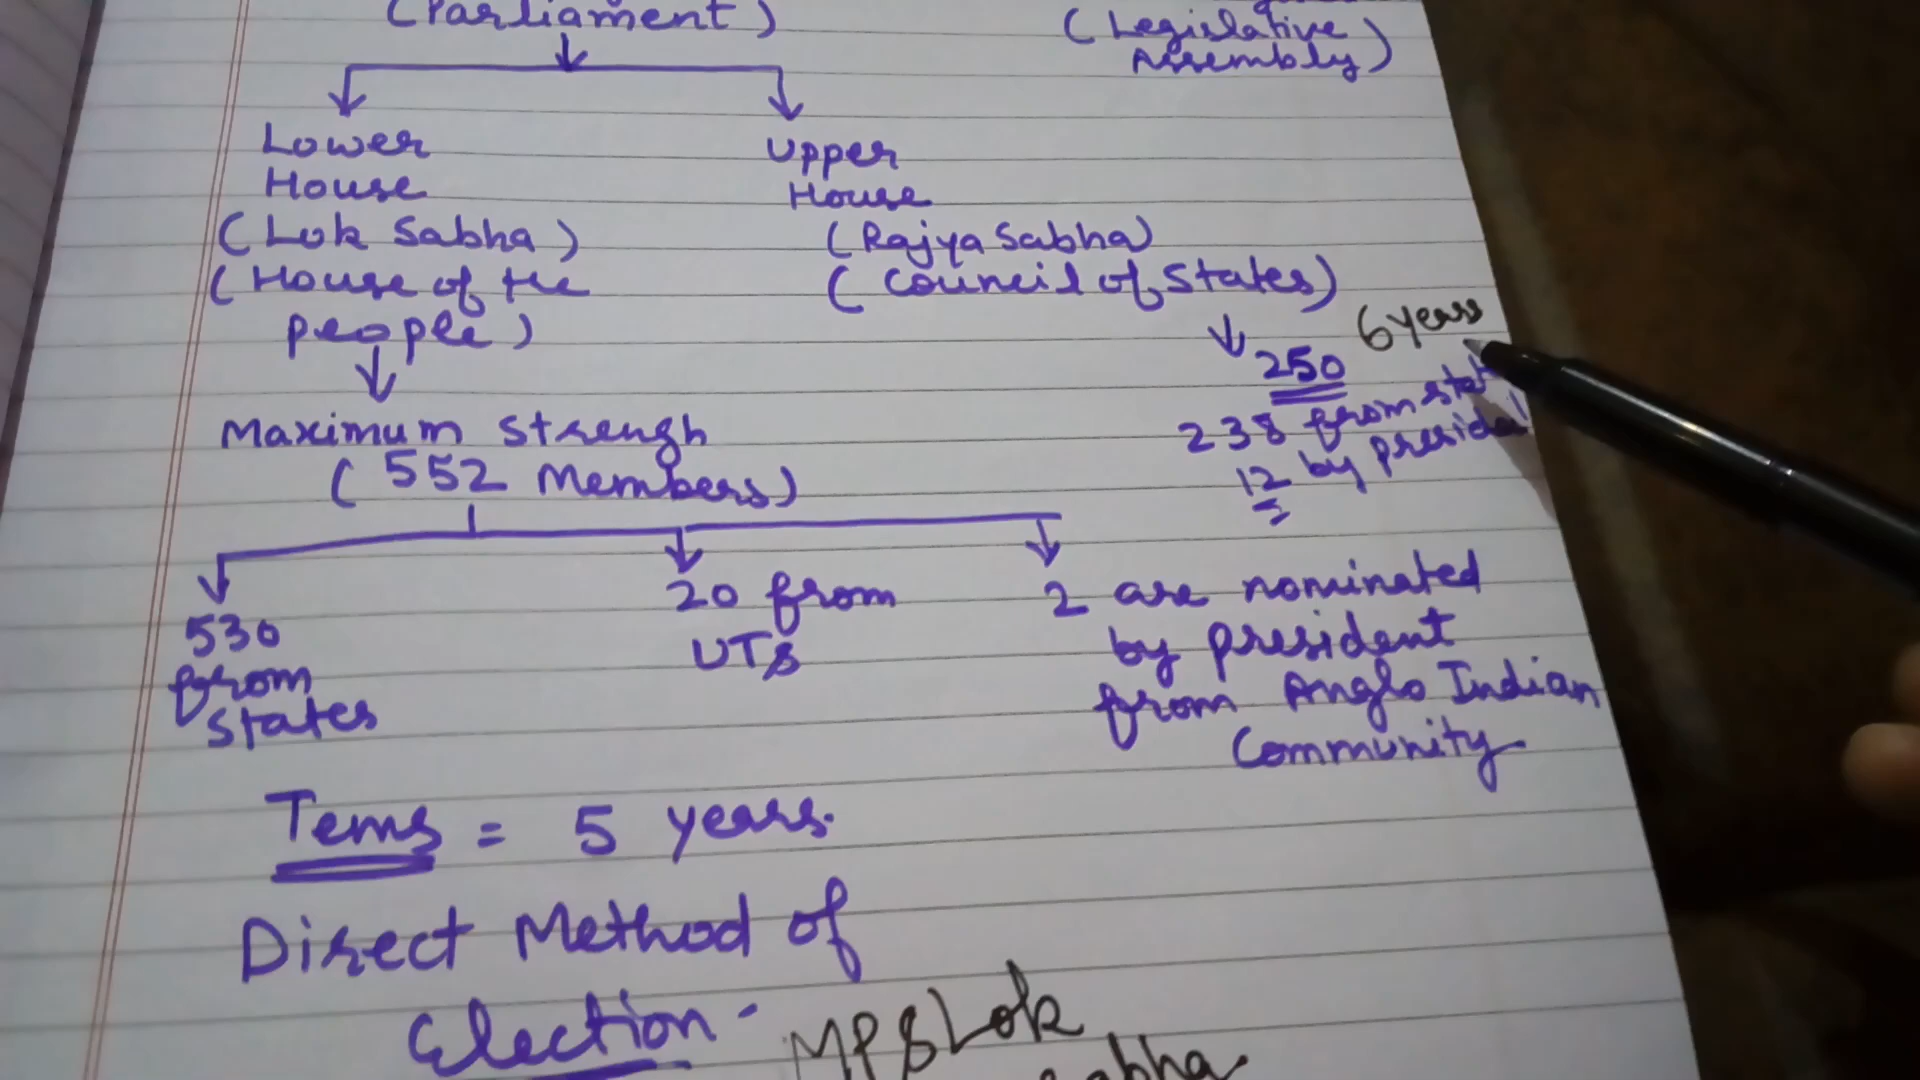 (Parliament)
(Legislative
Assembly)
Lower
House
(Lok Sabha)
(House of the
people)
Upper
House
(Rajya Sabha)
(Council of States)
250 6 years
238 from
12 by
Maximum Strengh
(552 Members)
530
from
states
20 from
UTs
2 are nominated
by president
from Anglo Indian
Community
Tems = 5 years.
Direct Method of
Election.
MPs Lok